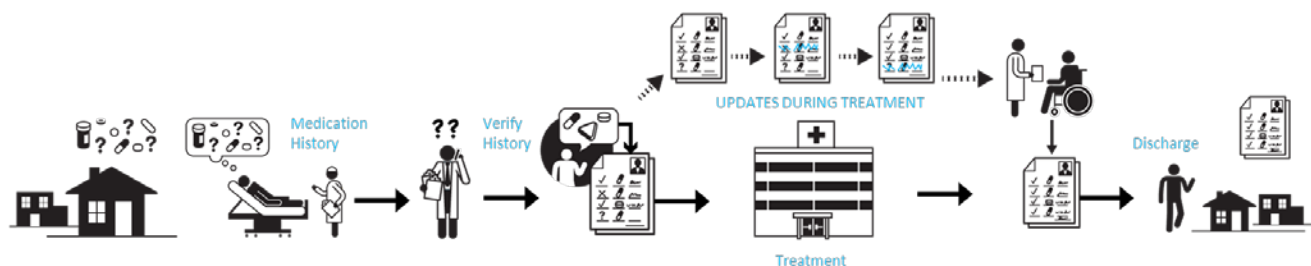 Medication
History
??
Verify
History
UPDATES DURING TREATMENT
Treatment
Discharge